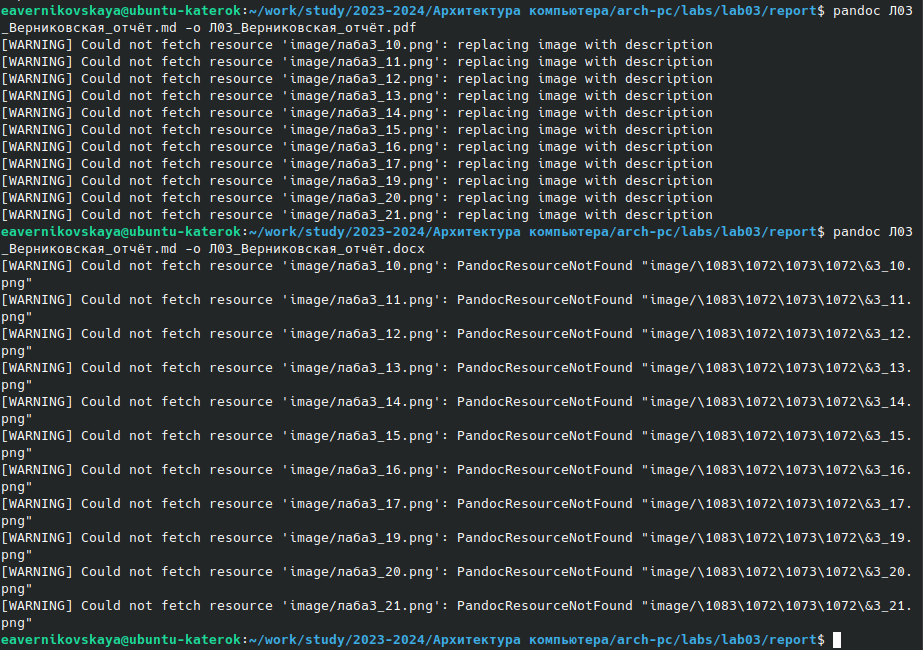 eavernikovskaya@ubuntu-katerok:~/work/study/2023-2024/Архитектура компьютера/arch-pc/labs/lab03/report$ pandoc Л03
_Верниковская_отчёт.md -o Л03_Верниковская_отчёт.pdf
[WARNING] Could not fetch resource 'image/лаба3_10.png': replacing image with description
[WARNING] Could not fetch resource 'image/лаба3_11.png': replacing image with description
[WARNING] Could not fetch resource 'image/лаба3_12.png': replacing image with description
[WARNING] Could not fetch resource 'image/лаба3_13.png': replacing image with description
[WARNING] Could not fetch resource 'image/лаба3_14.png': replacing image with description
[WARNING] Could not fetch resource 'image/лаба3_15.png': replacing image with description
[WARNING] Could not fetch resource 'image/лаба3_16.png': replacing image with description
[WARNING] Could not fetch resource 'image/лаба3_17.png': replacing image with description
[WARNING] Could not fetch resource 'image/лаба3_19.png': replacing image with description
[WARNING] Could not fetch resource 'image/лаба3_20.png': replacing image with description
[WARNING] Could not fetch resource 'image/лаба3_21.png': replacing image with description
eavernikovskaya@ubuntu-katerok:~/work/study/2023-2024/Архитектура компьютера/arch-pc/labs/lab03/report$ pandoc Л03
_Верниковская_отчёт.md -o Л03_Верниковская_отчёт.docx
[WARNING] Could not fetch resource 'image/лаба3_10.png': PandocResourceNotFound "image/\1083\1072\1073\1072\&3_10.
png"
[WARNING] Could not fetch resource 'image/лаба3_11.png': PandocResourceNotFound "image/\1083\1072\1073\1072\&3_11.
png"
[WARNING] Could not fetch resource 'image/лаба3_12.png': PandocResourceNotFound "image/\1083\1072\1073\1072\&3_12.
png"
[WARNING] Could not fetch resource 'image/лаба3_13.png': PandocResourceNotFound "image/\1083\1072\1073\1072\&3_13.
png"
[WARNING] Could not fetch resource 'image/лаба3_14.png': PandocResourceNotFound "image/\1083\1072\1073\1072\&3_14.
png"
[WARNING] Could not fetch resource 'image/лаба3_15.png': PandocResourceNotFound "image/\1083\1072\1073\1072\&3_15.
png"
[WARNING] Could not fetch resource 'image/лаба3_16.png': PandocResourceNotFound "image/\1083\1072\1073\1072\&3_16.
png"
[WARNING] Could not fetch resource 'image/лаба3_17.png': PandocResourceNotFound "image/\1083\1072\1073\1072\&3_17.
png"
[WARNING] Could not fetch resource 'image/лаба3_19.png': PandocResourceNotFound "image/\1083\1072\1073\1072\&3_19.
png"
[WARNING] Could not fetch resource 'image/лаба3_20.png': PandocResourceNotFound "image/\1083\1072\1073\1072\&3_20.
png"
[WARNING] Could not fetch resource 'image/лаба3_21.png': PandocResourceNotFound "image/\1083\1072\1073\1072\&3_21.
png"
eavernikovskaya@ubuntu-katerok:~/work/study/2023-2024/Архитектура компьютера/arch-pc/labs/lab03/report$